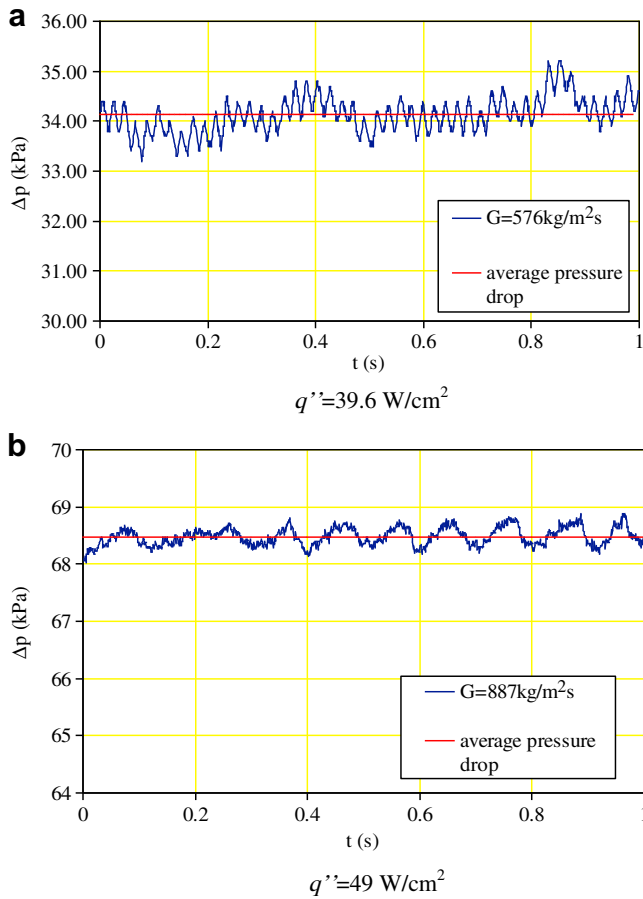 a
36.00
35.00
34.00
33.00
32.00
31.00
30.00
Δp (kPa)
G=576kg/m²s
average pressure
drop
0
0.2
0.4
0.6
0.8
1
t (s)
q’’=39.6 W/cm²
b
70
69
68
67
66
65
64
Δp (kPa)
G=887kg/m²s
average pressure
drop
0
0.2
0.4
0.6
0.8
1
t (s)
q’’=49 W/cm²